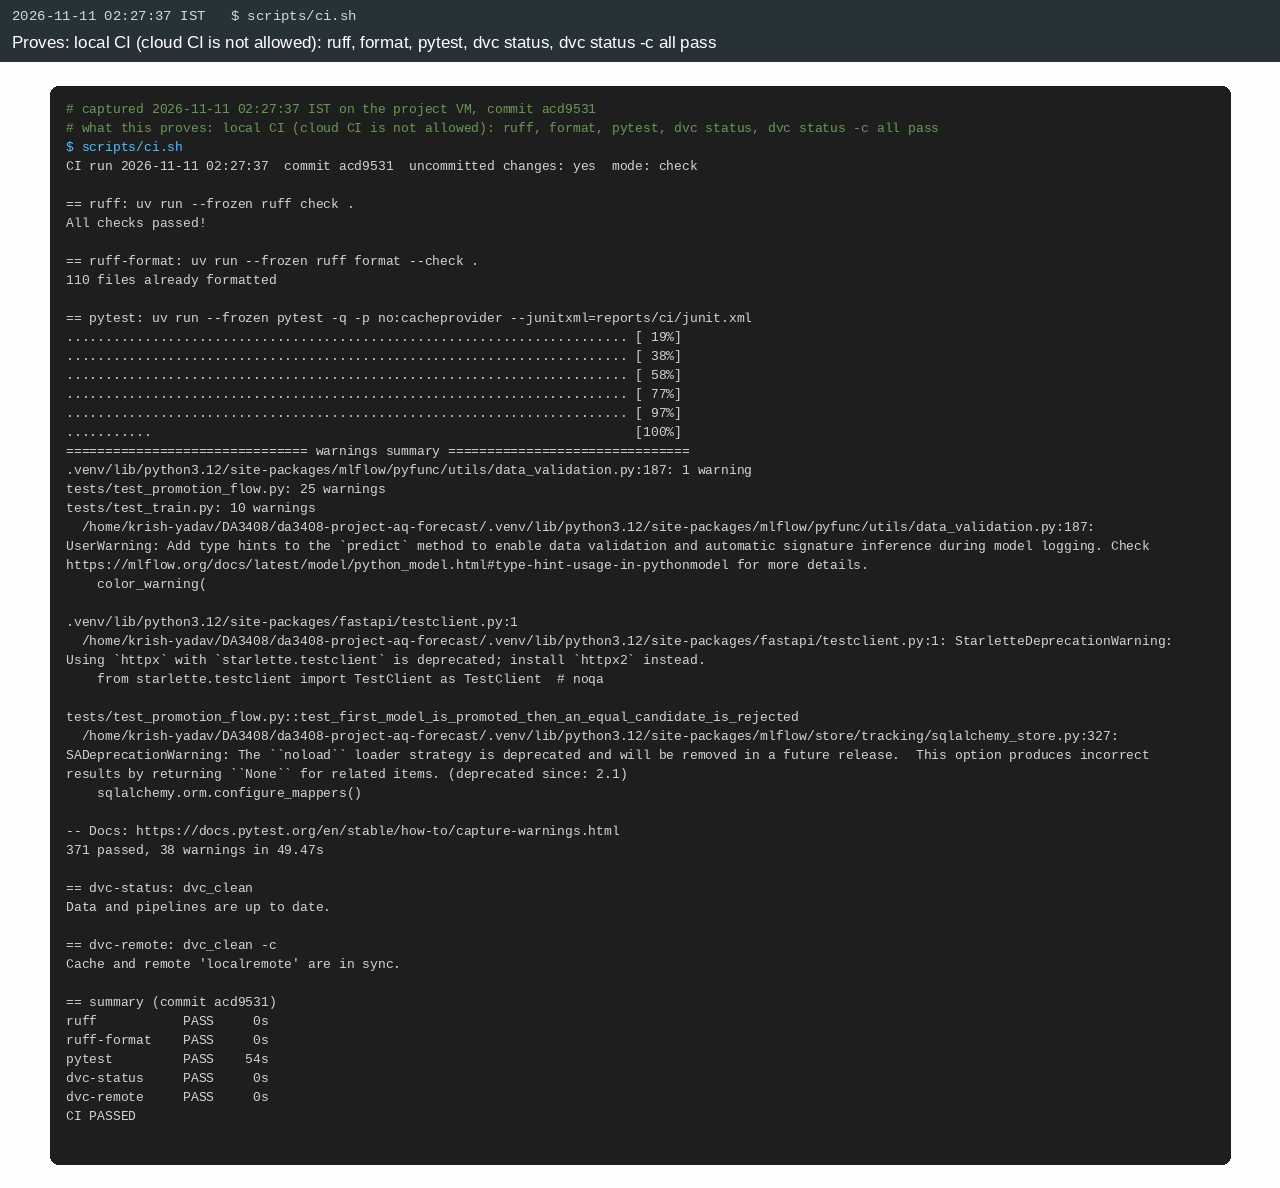 2026-11-11 02:27:37 IST   $ scripts/ci.sh
Proves: local CI (cloud CI is not allowed): ruff, format, pytest, dvc status, dvc status -c all pass
# captured 2026-11-11 02:27:37 IST on the project VM, commit acd9531
# what this proves: local CI (cloud CI is not allowed): ruff, format, pytest, dvc status, dvc status -c all pass
$ scripts/ci.sh
CI run 2026-11-11 02:27:37  commit acd9531  uncommitted changes: yes  mode: check
== ruff: uv run --frozen ruff check .
All checks passed!
== ruff-format: uv run --frozen ruff format --check .
110 files already formatted
== pytest: uv run --frozen pytest -q -p no:cacheprovider --junitxml=reports/ci/junit.xml
........................................................................ [ 19%]
........................................................................ [ 38%]
........................................................................ [ 58%]
........................................................................ [ 77%]
........................................................................ [ 97%]
...........                                                              [100%]
=============================== warnings summary ===============================
.venv/lib/python3.12/site-packages/mlflow/pyfunc/utils/data_validation.py:187: 1 warning
tests/test_promotion_flow.py: 25 warnings
tests/test_train.py: 10 warnings
  /home/krish-yadav/DA3408/da3408-project-aq-forecast/.venv/lib/python3.12/site-packages/mlflow/pyfunc/utils/data_validation.py:187:
UserWarning: Add type hints to the `predict` method to enable data validation and automatic signature inference during model logging. Check
https://mlflow.org/docs/latest/model/python_model.html#type-hint-usage-in-pythonmodel for more details.
    color_warning(
.venv/lib/python3.12/site-packages/fastapi/testclient.py:1
  /home/krish-yadav/DA3408/da3408-project-aq-forecast/.venv/lib/python3.12/site-packages/fastapi/testclient.py:1: StarletteDeprecationWarning:
Using `httpx` with `starlette.testclient` is deprecated; install `httpx2` instead.
    from starlette.testclient import TestClient as TestClient  # noqa
tests/test_promotion_flow.py::test_first_model_is_promoted_then_an_equal_candidate_is_rejected
  /home/krish-yadav/DA3408/da3408-project-aq-forecast/.venv/lib/python3.12/site-packages/mlflow/store/tracking/sqlalchemy_store.py:327:
SADeprecationWarning: The ``noload`` loader strategy is deprecated and will be removed in a future release.  This option produces incorrect
results by returning ``None`` for related items. (deprecated since: 2.1)
    sqlalchemy.orm.configure_mappers()
-- Docs: https://docs.pytest.org/en/stable/how-to/capture-warnings.html
371 passed, 38 warnings in 49.47s
== dvc-status: dvc_clean
Data and pipelines are up to date.
== dvc-remote: dvc_clean -c
Cache and remote 'localremote' are in sync.
== summary (commit acd9531)
ruff           PASS     0s
ruff-format    PASS     0s
pytest         PASS    54s
dvc-status     PASS     0s
dvc-remote     PASS     0s
CI PASSED